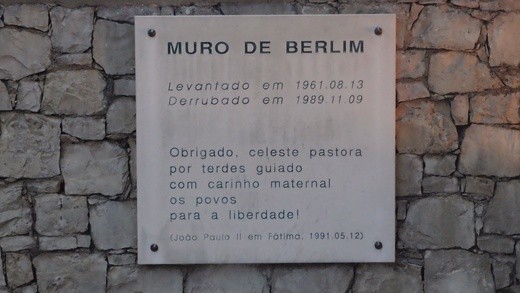 MURO DE BERLIM
Levantado em 1961.08.13
Derrubado em 1989.11.09
Obrigado, celeste pastora
por terdes guiado
com carinho maternal
os povos
para a liberdade!
(João Paulo II em Fátima, 1991.05.12)